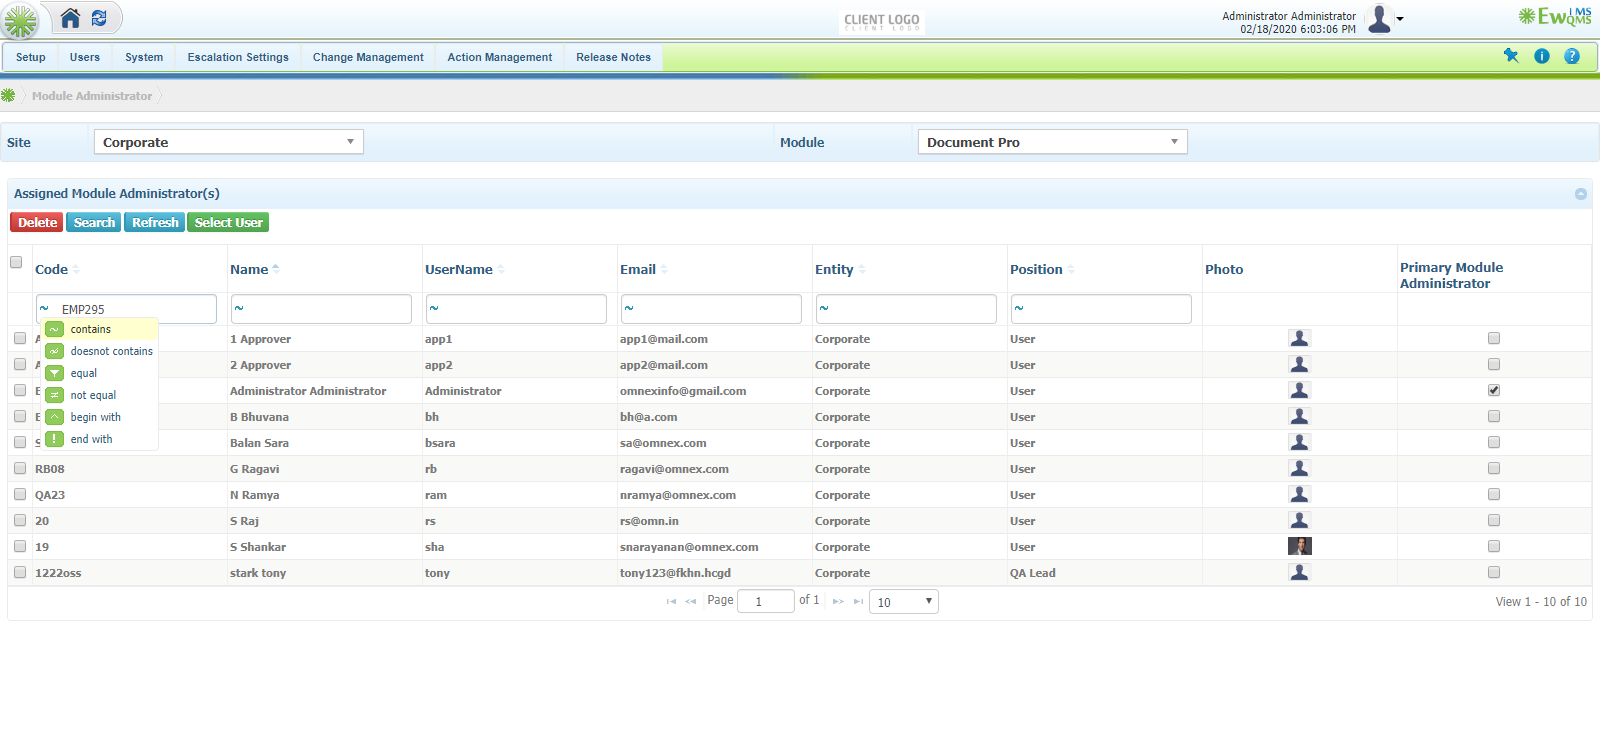 CLIENT LOGO
CLIENT LOGO
Administrator Administrator
02/18/2020 6:03:06 PM
EwIMS
QMS
Setup Users System Escalation Settings Change Management Action Management Release Notes
Module Administrator
Site Corporate Module Document Pro
Assigned Module Administrator(s)
Delete Search Refresh Select User
Code Name UserName Email Entity Position Photo Primary Module Administrator
~ EMP295 ~ ~ ~ ~ ~
contains
doesnot contains
equal
not equal
begin with
end with
A 1 Approver app1 app1@mail.com Corporate User
A 2 Approver app2 app2@mail.com Corporate User
E Administrator Administrator Administrator omnexinfo@gmail.com Corporate User
E B Bhuvana bh bh@a.com Corporate User
S Balan Sara bsara sa@omnex.com Corporate User
RB08 G Ragavi rb ragavi@omnex.com Corporate User
QA23 N Ramya ram nramya@omnex.com Corporate User
20 S Raj rs rs@omn.in Corporate User
19 S Shankar sha snarayanan@omnex.com Corporate User
1222oss stark tony tony tony123@fkhn.hcgd Corporate QA Lead
Page 1 of 1 10 View 1 - 10 of 10